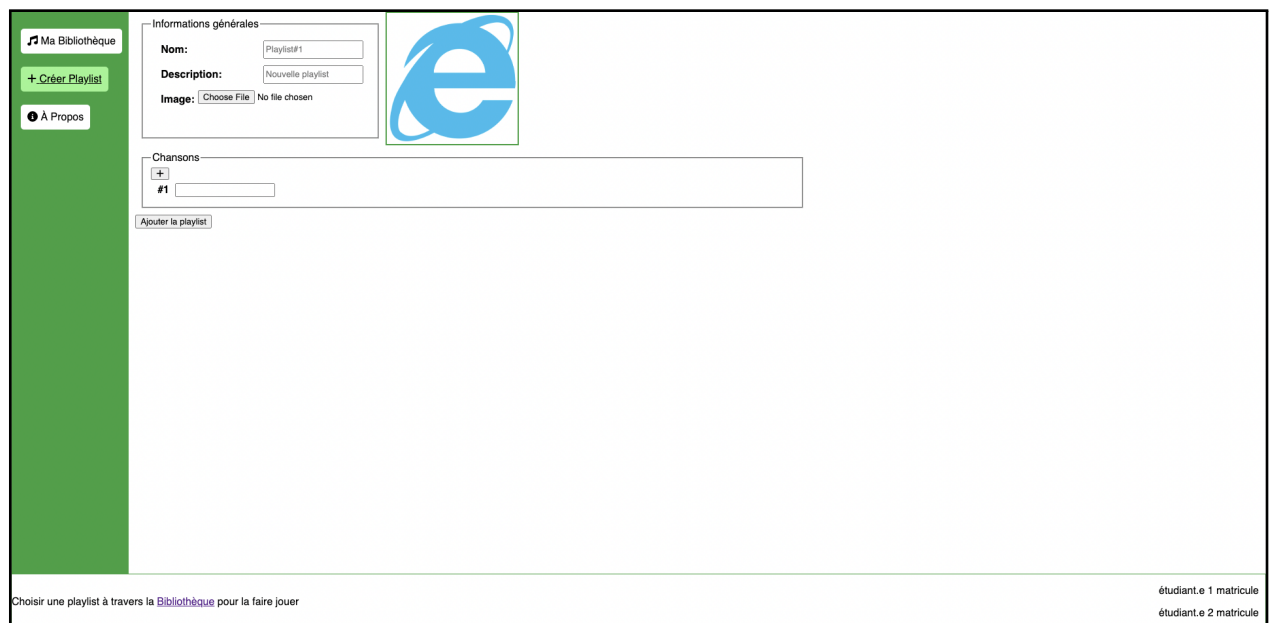 Ma Bibliothèque
+ Créer Playlist
À Propos
Informations générales
Nom: Playlist#1
Description: Nouvelle playlist
Image: Choose File No file chosen
Chansons
+
#1
Ajouter la playlist
Choisir une playlist à travers la Bibliothèque pour la faire jouer
étudiant.e 1 matricule
étudiant.e 2 matricule